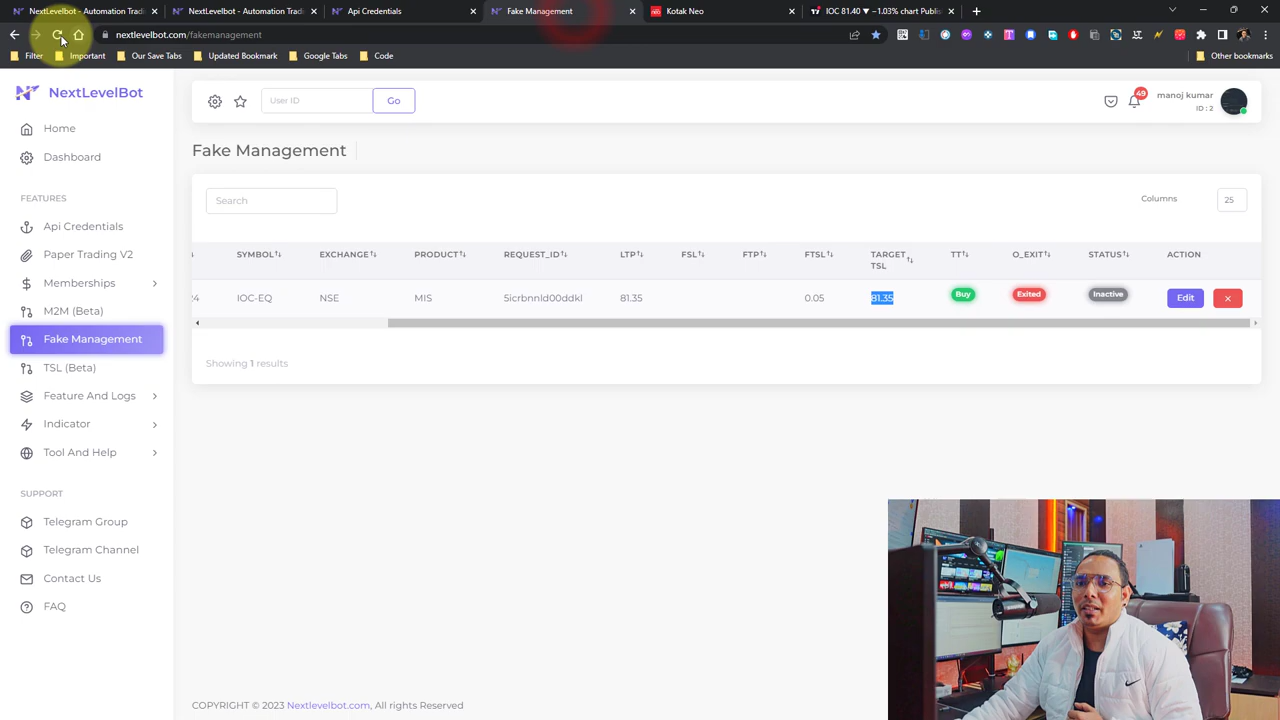 NextLevelBot - Automation Tradi
NextLevelBot - Automation Tradi
Api Credentials
Fake Management
Kotak Neo
IOC 81.40 −1.03% chart Publis
nextlevelbot.com/fakemanagement
Filter
Important
Our Save Tabs
Updated Bookmark
Google Tabs
Code
Other bookmarks
NextLevelBot
User ID
Go
49
manoj kumar
ID : 2
Home
Dashboard
FEATURES
Api Credentials
Paper Trading V2
Memberships
M2M (Beta)
Fake Management
TSL (Beta)
Feature And Logs
Indicator
Tool And Help
SUPPORT
Telegram Group
Telegram Channel
Contact Us
FAQ
Fake Management
Search
Columns
25
SYMBOL EXCHANGE PRODUCT REQUEST_ID LTP FSL FTP FTSL TARGET TSL TT O_EXIT STATUS ACTION
24 IOC-EQ NSE MIS 5icrbnnld00ddkl 81.35 0.05 81.35 Buy Exited Inactive Edit
Showing 1 results
COPYRIGHT © 2023 Nextlevelbot.com, All rights Reserved